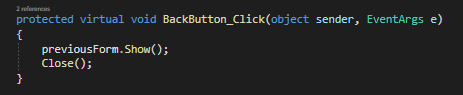 2 references
protected virtual void BackButton_Click(object sender, EventArgs e)
{
previousForm.Show();
Close();
}